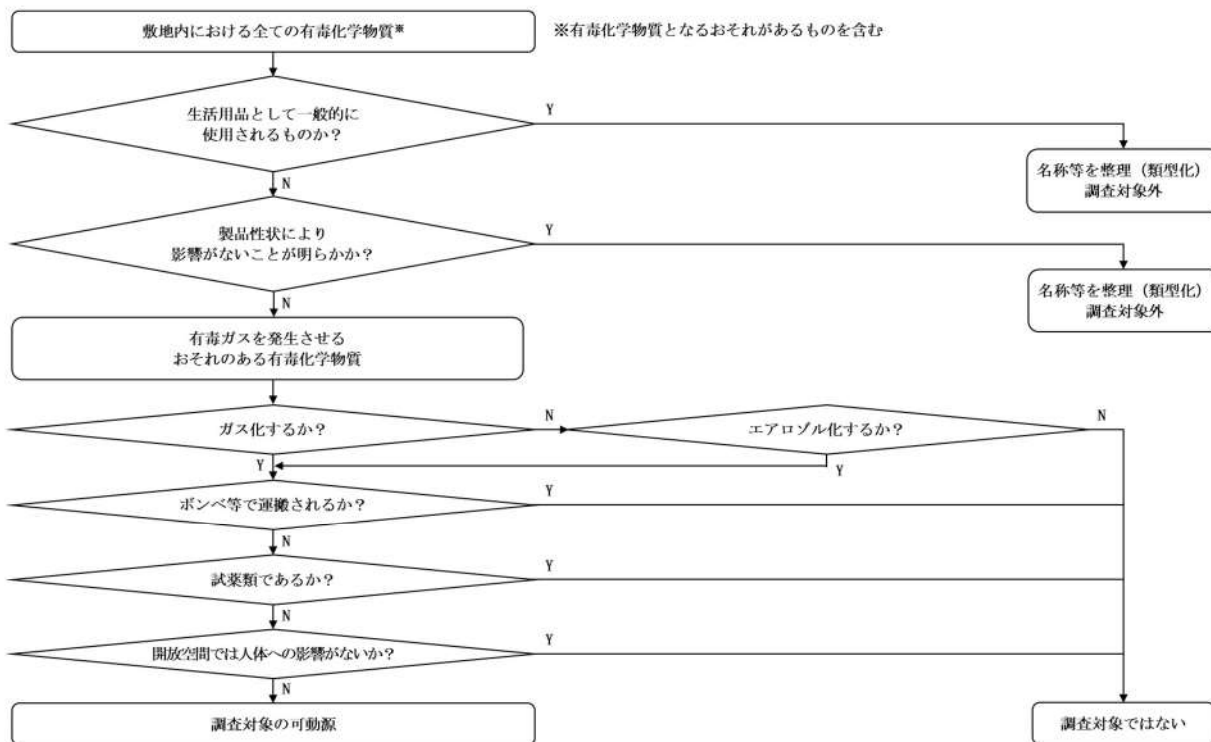 敷地内における全ての有毒化学物質※
※有毒化学物質となるおそれがあるものを含む
生活用品として一般的に
使用されるものか？
Y
名称等を整理（類型化）
調査対象外
N
製品性状により
影響がないことが明らかか？
Y
名称等を整理（類型化）
調査対象外
N
有毒ガスを発生させる
おそれのある有毒化学物質
ガス化するか？
N
エアロゾル化するか？
N
Y
Y
ボンベ等で運搬されるか？
Y
N
試薬類であるか？
Y
N
開放空間では人体への影響がないか？
Y
N
調査対象の可動源
調査対象ではない